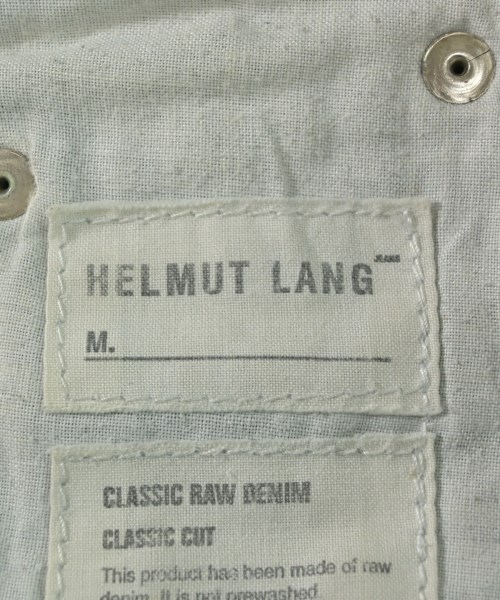 HELMUT LANG JEANS
M.
CLASSIC RAW DENIM
CLASSIC CUT
This product has been made of raw
denim. It is not prewashed.